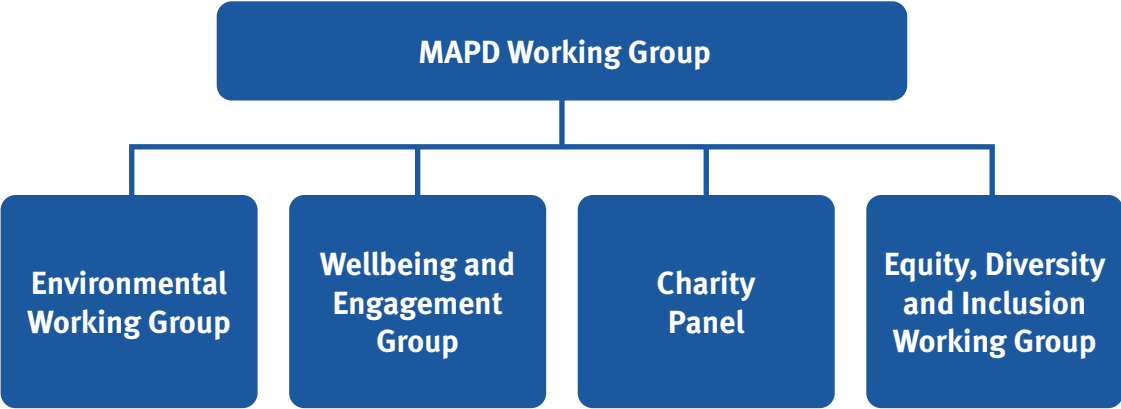 MAPD Working Group
Environmental
Working Group
Wellbeing and
Engagement
Group
Charity
Panel
Equity, Diversity
and Inclusion
Working Group